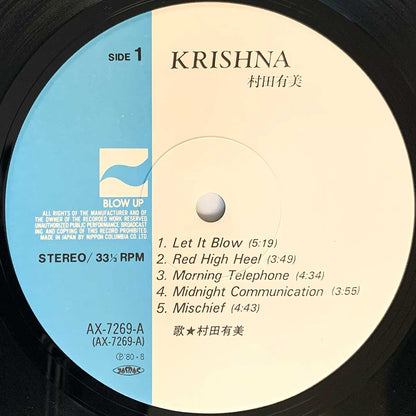 SIDE 1
KRISHNA
村田有美
BLOW UP
ALL RIGHTS OF THE MANUFACTURER AND OF
THE OWNER OF THE RECORDED WORK RESERVED
UNAUTHORIZED PUBLIC PERFORMANCE BROADCAST
ING AND COPYING OF THIS RECORD PROHIBITED
MADE IN JAPAN BY NIPPON COLUMBIA CO. LTD.
STEREO/33⅓ RPM
1. Let It Blow (5:19)
2. Red High Heel (3:49)
3. Morning Telephone (4:34)
4. Midnight Communication (3:55)
5. Mischief (4:43)
歌★村田有美
AX-7269-A
(AX-7269-A)
Ⓟ'80・8
JASRAC